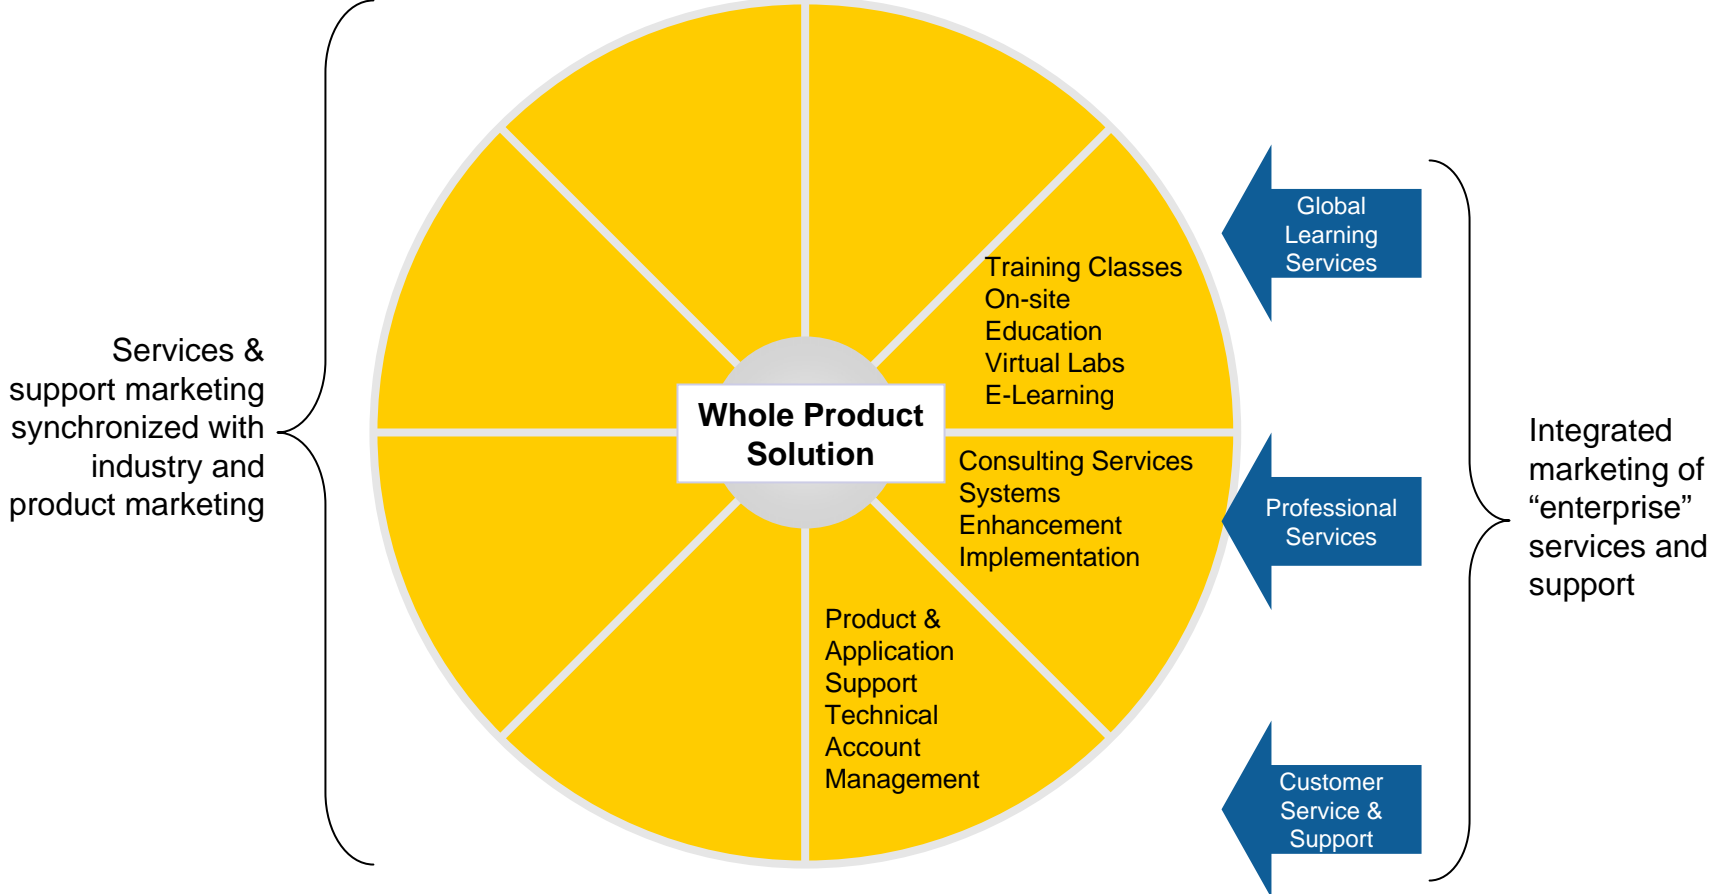 Services &
support marketing
synchronized with
industry and
product marketing
Whole Product
Solution
Training Classes
On-site
Education
Virtual Labs
E-Learning
Consulting Services
Systems
Enhancement
Implementation
Product &
Application
Support
Technical
Account
Management
Global
Learning
Services
Professional
Services
Customer
Service &
Support
Integrated
marketing of
“enterprise”
services and
support